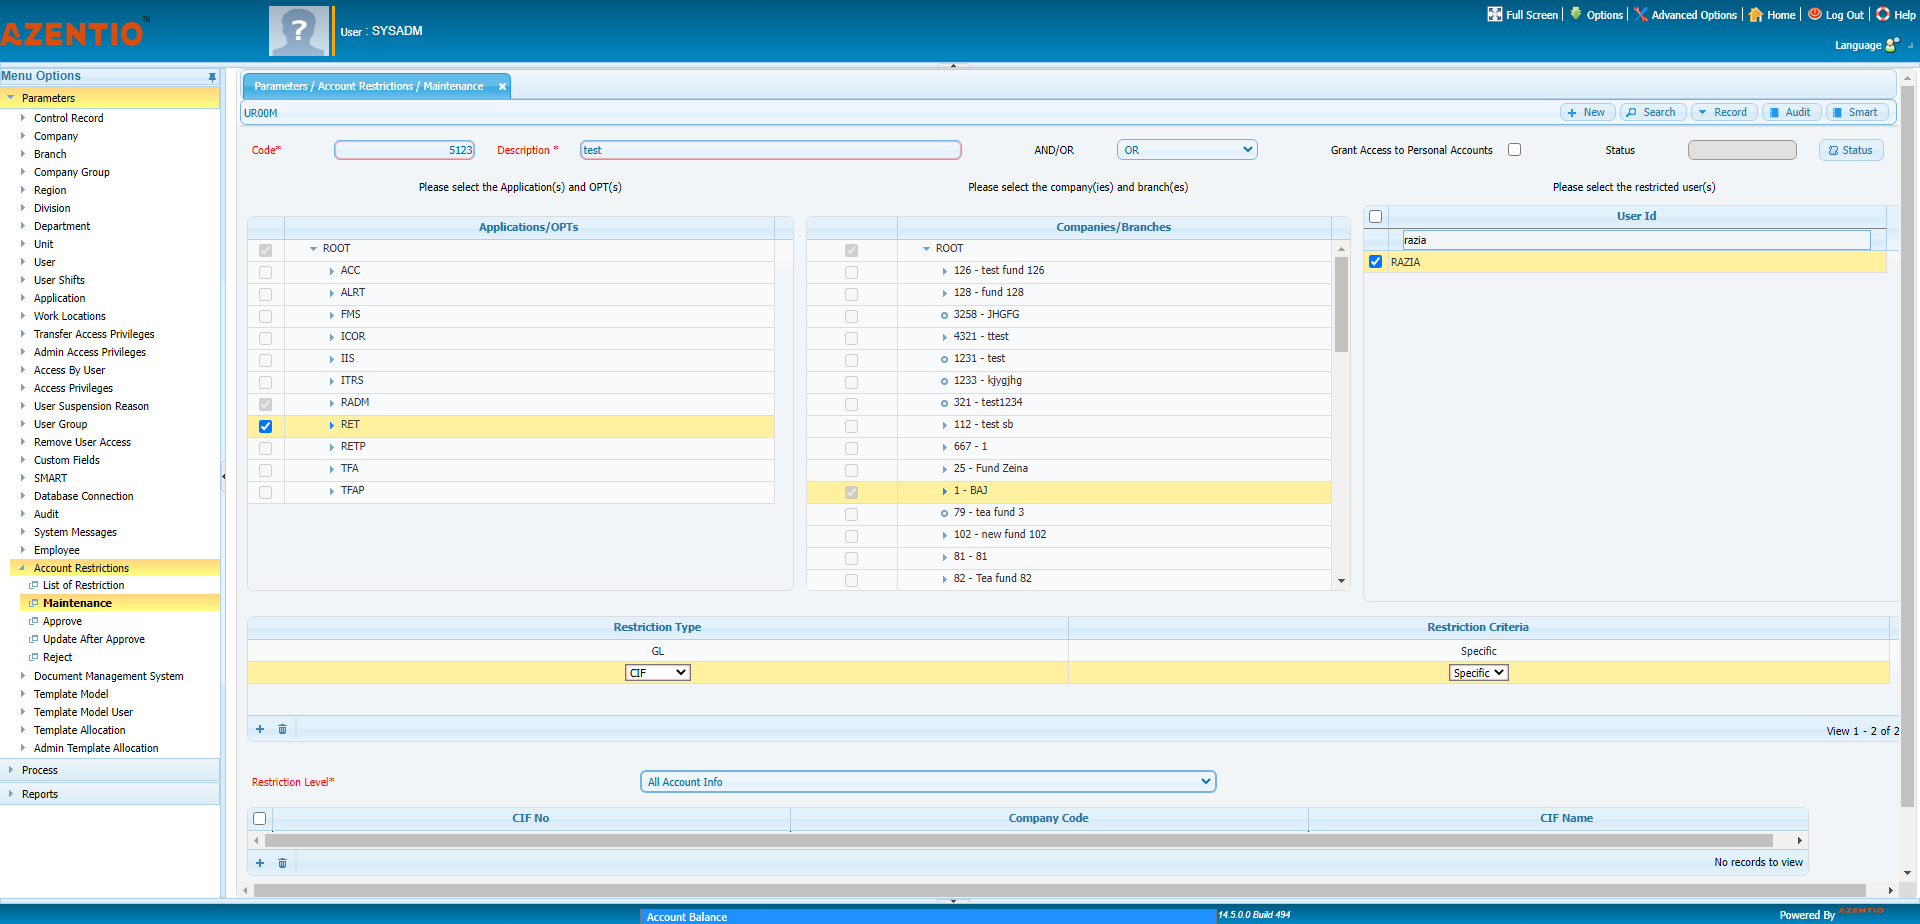 AZENTIO TM
User : SYSADM
Full Screen Options Advanced Options Home Log Out Help
Language
Menu Options
Parameters
Control Record
Company
Branch
Company Group
Region
Division
Department
Unit
User
User Shifts
Application
Work Locations
Transfer Access Privileges
Admin Access Privileges
Access By User
Access Privileges
User Suspension Reason
User Group
Remove User Access
Custom Fields
SMART
Database Connection
Audit
System Messages
Employee
Account Restrictions
List of Restriction
Maintenance
Approve
Update After Approve
Reject
Document Management System
Template Model
Template Model User
Template Allocation
Admin Template Allocation
Process
Reports
Parameters / Account Restrictions / Maintenance
UR00M
New Search Record Audit Smart
Code* 5123 Description * test AND/OR OR Grant Access to Personal Accounts Status Status
Please select the Application(s) and OPT(s)
Applications/OPTs
ROOT
ACC
ALRT
FMS
ICOR
IIS
ITRS
RADM
RET
RETP
TFA
TFAP
Please select the company(ies) and branch(es)
Companies/Branches
ROOT
126 - test fund 126
128 - fund 128
3258 - JHGFG
4321 - ttest
1231 - test
1233 - kjygjhg
321 - test1234
112 - test sb
667 - 1
25 - Fund Zeina
1 - BAJ
79 - tea fund 3
102 - new fund 102
81 - 81
82 - Tea fund 82
Please select the restricted user(s)
User Id
razia
RAZIA
Restriction Type Restriction Criteria
GL Specific
CIF Specific
View 1 - 2 of 2
Restriction Level* All Account Info
CIF No Company Code CIF Name
No records to view
Account Balance 14.5.0.0 Build 494 Powered By AZENTIO